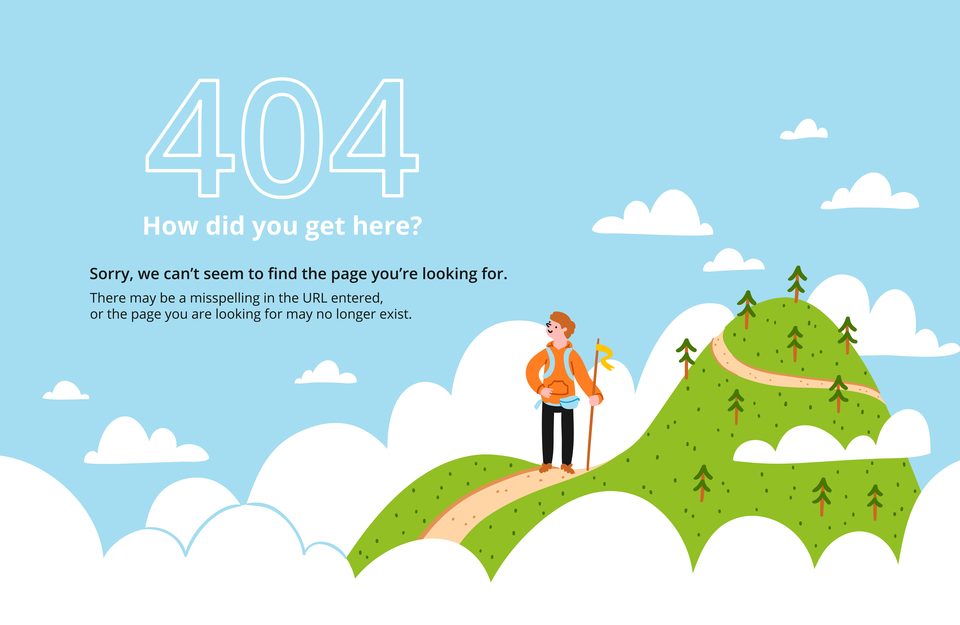 404
How did you get here?
Sorry, we can’t seem to find the page you’re looking for.
There may be a misspelling in the URL entered,
or the page you are looking for may no longer exist.